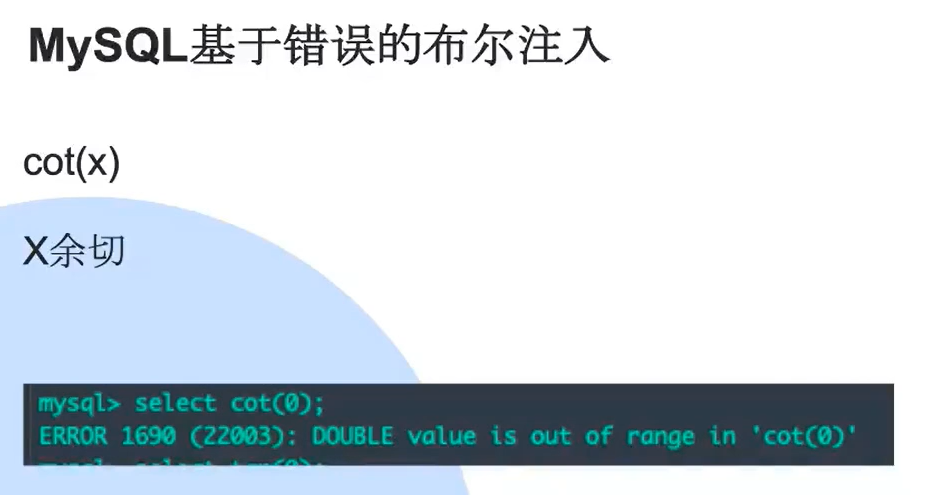 MySQL基于错误的布尔注入
cot(x)
X余切
mysql> select cot(0);
ERROR 1690 (22003): DOUBLE value is out of range in 'cot(0)'